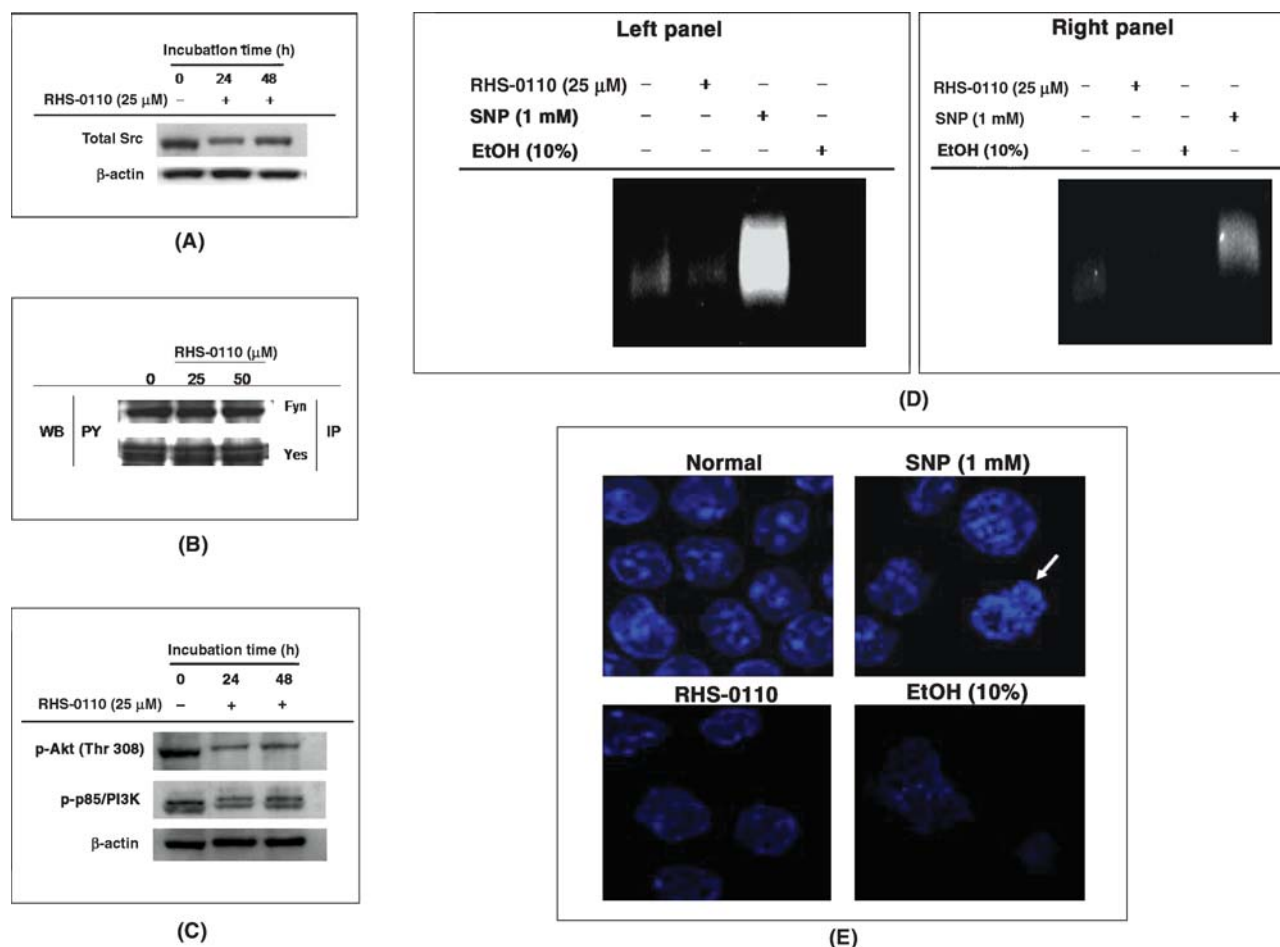 Incubation time (h)
0 24 48
RHS-0110 (25 μM) – + +
Total Src
β-actin
(A)
RHS-0110 (μM)
0 25 50
WB PY Fyn IP
Yes
(B)
Incubation time (h)
0 24 48
RHS-0110 (25 μM) – + +
p-Akt (Thr 308)
p-p85/PI3K
β-actin
(C)
Left panel
RHS-0110 (25 μM) – + – –
SNP (1 mM) – – + –
EtOH (10%) – – – +
Right panel
RHS-0110 (25 μM) – + – –
SNP (1 mM) – – – +
EtOH (10%) – – + –
(D)
Normal SNP (1 mM)
RHS-0110 EtOH (10%)
(E)